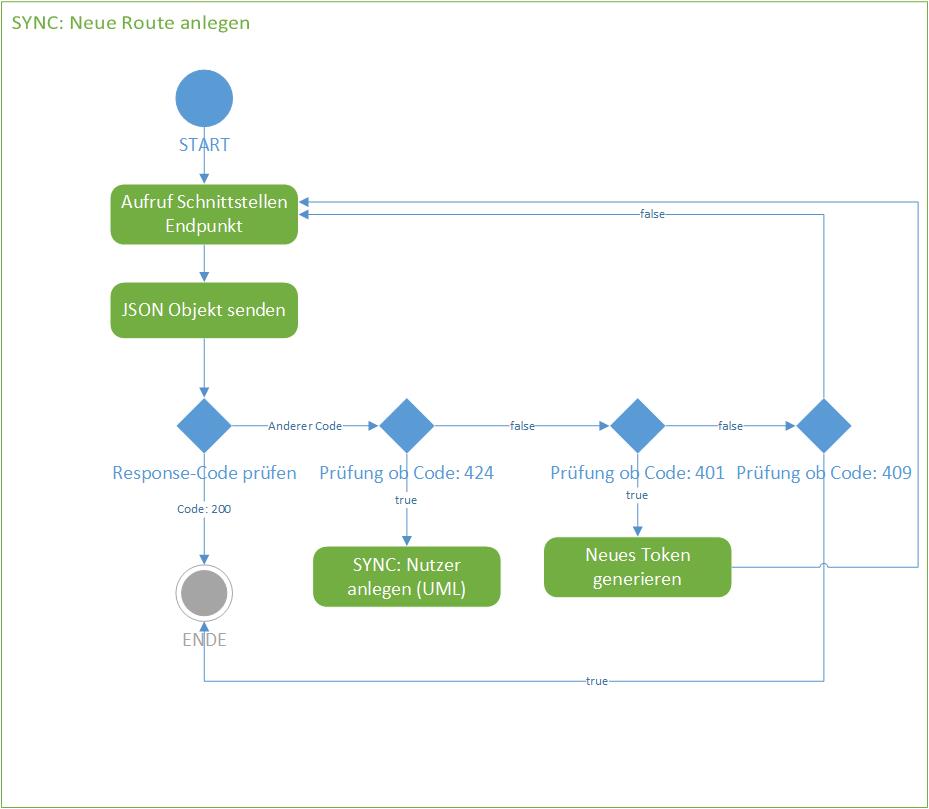 SYNC: Neue Route anlegen
START
Aufruf Schnittstellen
Endpunkt
false
JSON Objekt senden
Anderer Code
false
false
Response-Code prüfen
Prüfung ob Code: 424
Prüfung ob Code: 401
Prüfung ob Code: 409
Code: 200
true
true
SYNC: Nutzer
anlegen (UML)
Neues Token
generieren
ENDE
true